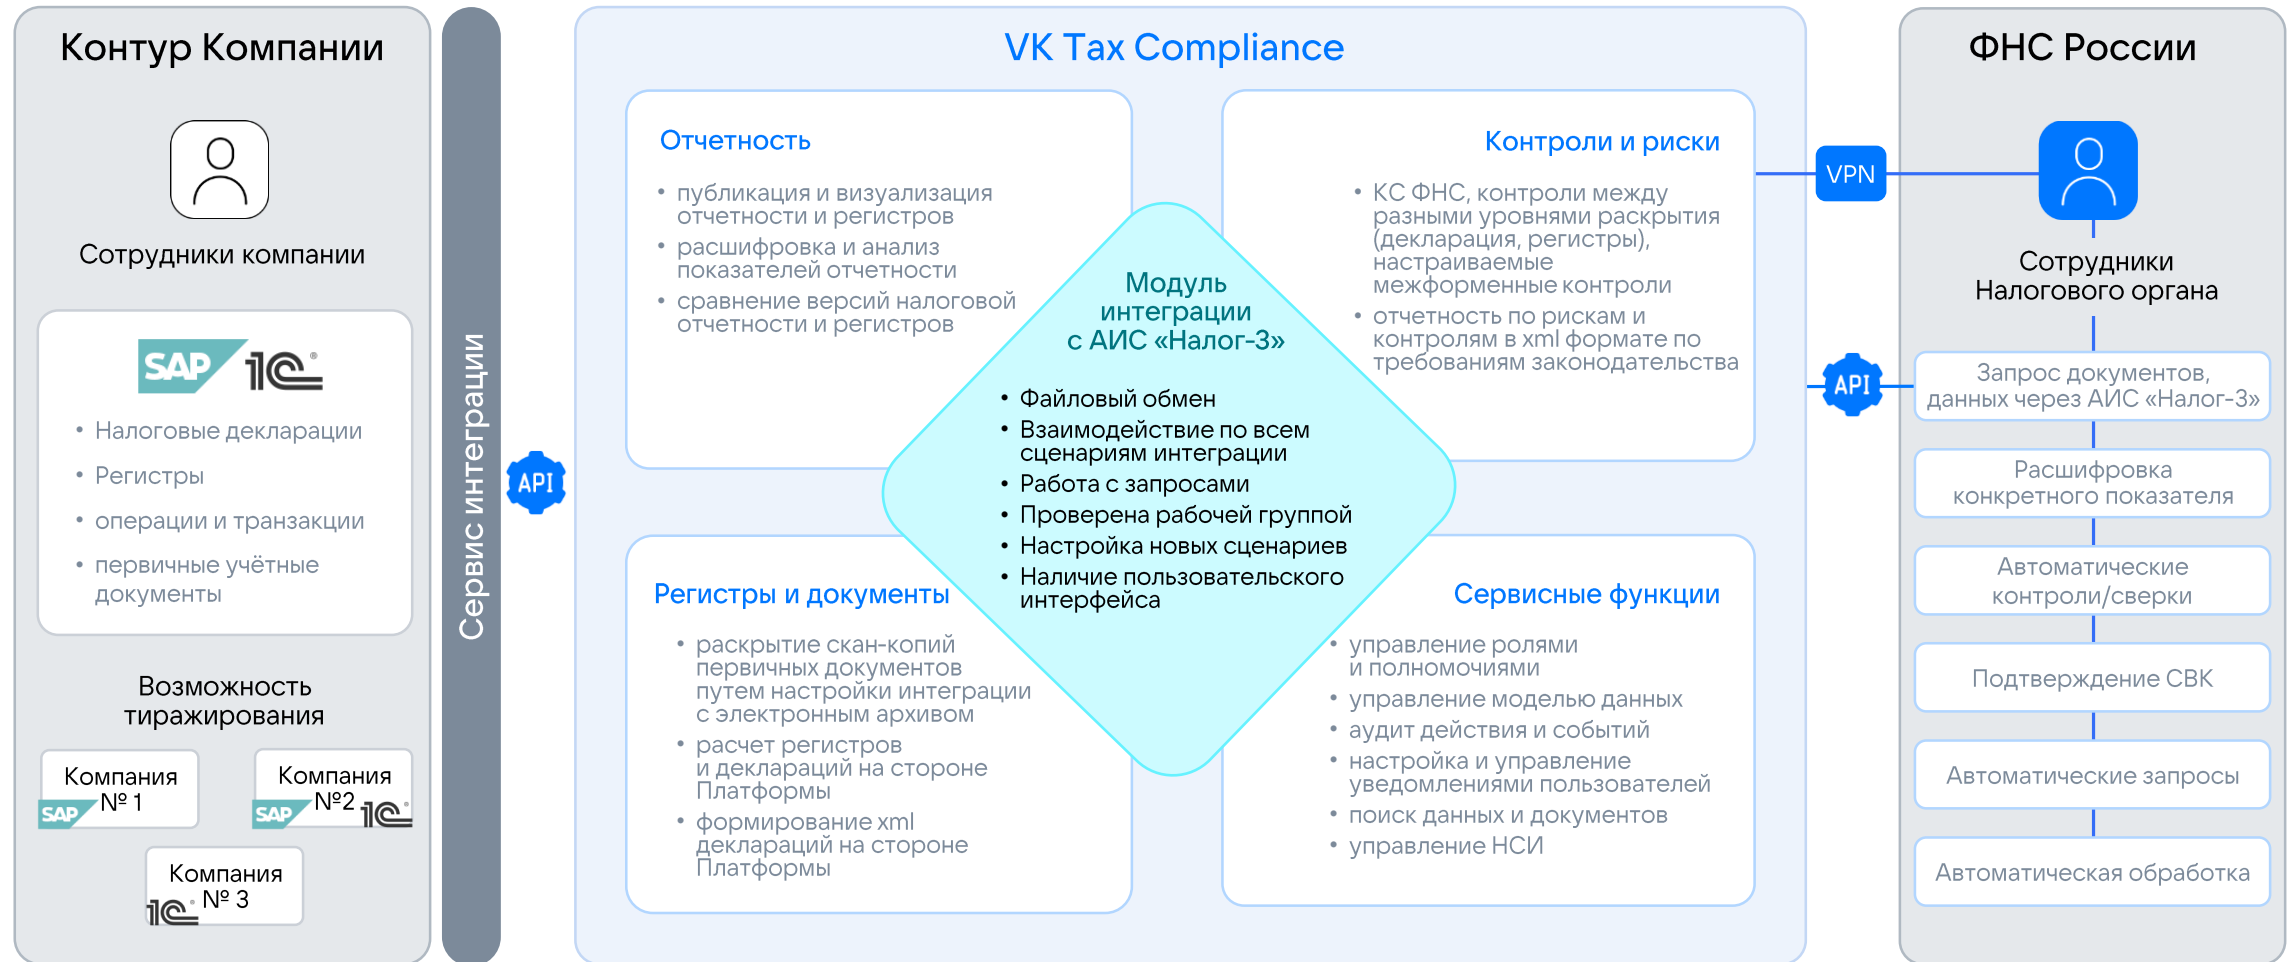 Контур Компании
Сотрудники компании
SAP 1С®
• Налоговые декларации
• Регистры
• операции и транзакции
• первичные учётные
документы
Возможность
тиражирования
Компания
№ 1
SAP
Компания
№2
SAP 1С®
Компания
№ 3
1С®
Сервис интеграции
API
VK Tax Compliance
Отчетность
• публикация и визуализация
отчетности и регистров
• расшифровка и анализ
показателей отчетности
• сравнение версий налоговой
отчетности и регистров
Контроли и риски
• КС ФНС, контроли между
разными уровнями раскрытия
(декларация, регистры),
настраиваемые
межформенные контроли
• отчетность по рискам и
контролям в xml формате по
требованиям законодательства
Модуль
интеграции
с АИС «Налог-3»
• Файловый обмен
• Взаимодействие по всем
сценариям интеграции
• Работа с запросами
• Проверена рабочей группой
• Настройка новых сценариев
• Наличие пользовательского
интерфейса
Регистры и документы
• раскрытие скан-копий
первичных документов
путем настройки интеграции
с электронным архивом
• расчет регистров
и деклараций на стороне
Платформы
• формирование xml
деклараций на стороне
Платформы
Сервисные функции
• управление ролями
и полномочиями
• управление моделью данных
• аудит действия и событий
• настройка и управление
уведомлениями пользователей
• поиск данных и документов
• управление НСИ
VPN
API
ФНС России
Сотрудники
Налогового органа
Запрос документов,
данных через АИС «Налог-3»
Расшифровка
конкретного показателя
Автоматические
контроли/сверки
Подтверждение СВК
Автоматические запросы
Автоматическая обработка